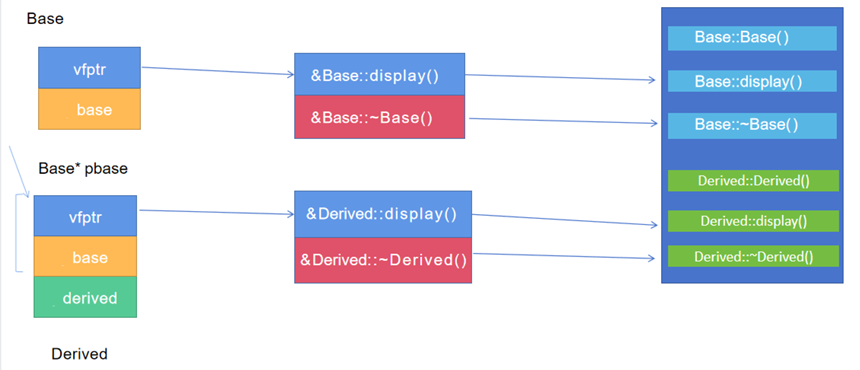 Base
vfptr
base
&Base::display()
&Base::~Base()
Base::Base()
Base::display()
Base::~Base()
Base* pbase
vfptr
base
derived
&Derived::display()
&Derived::~Derived()
Derived::Derived()
Derived::display()
Derived::~Derived()
Derived